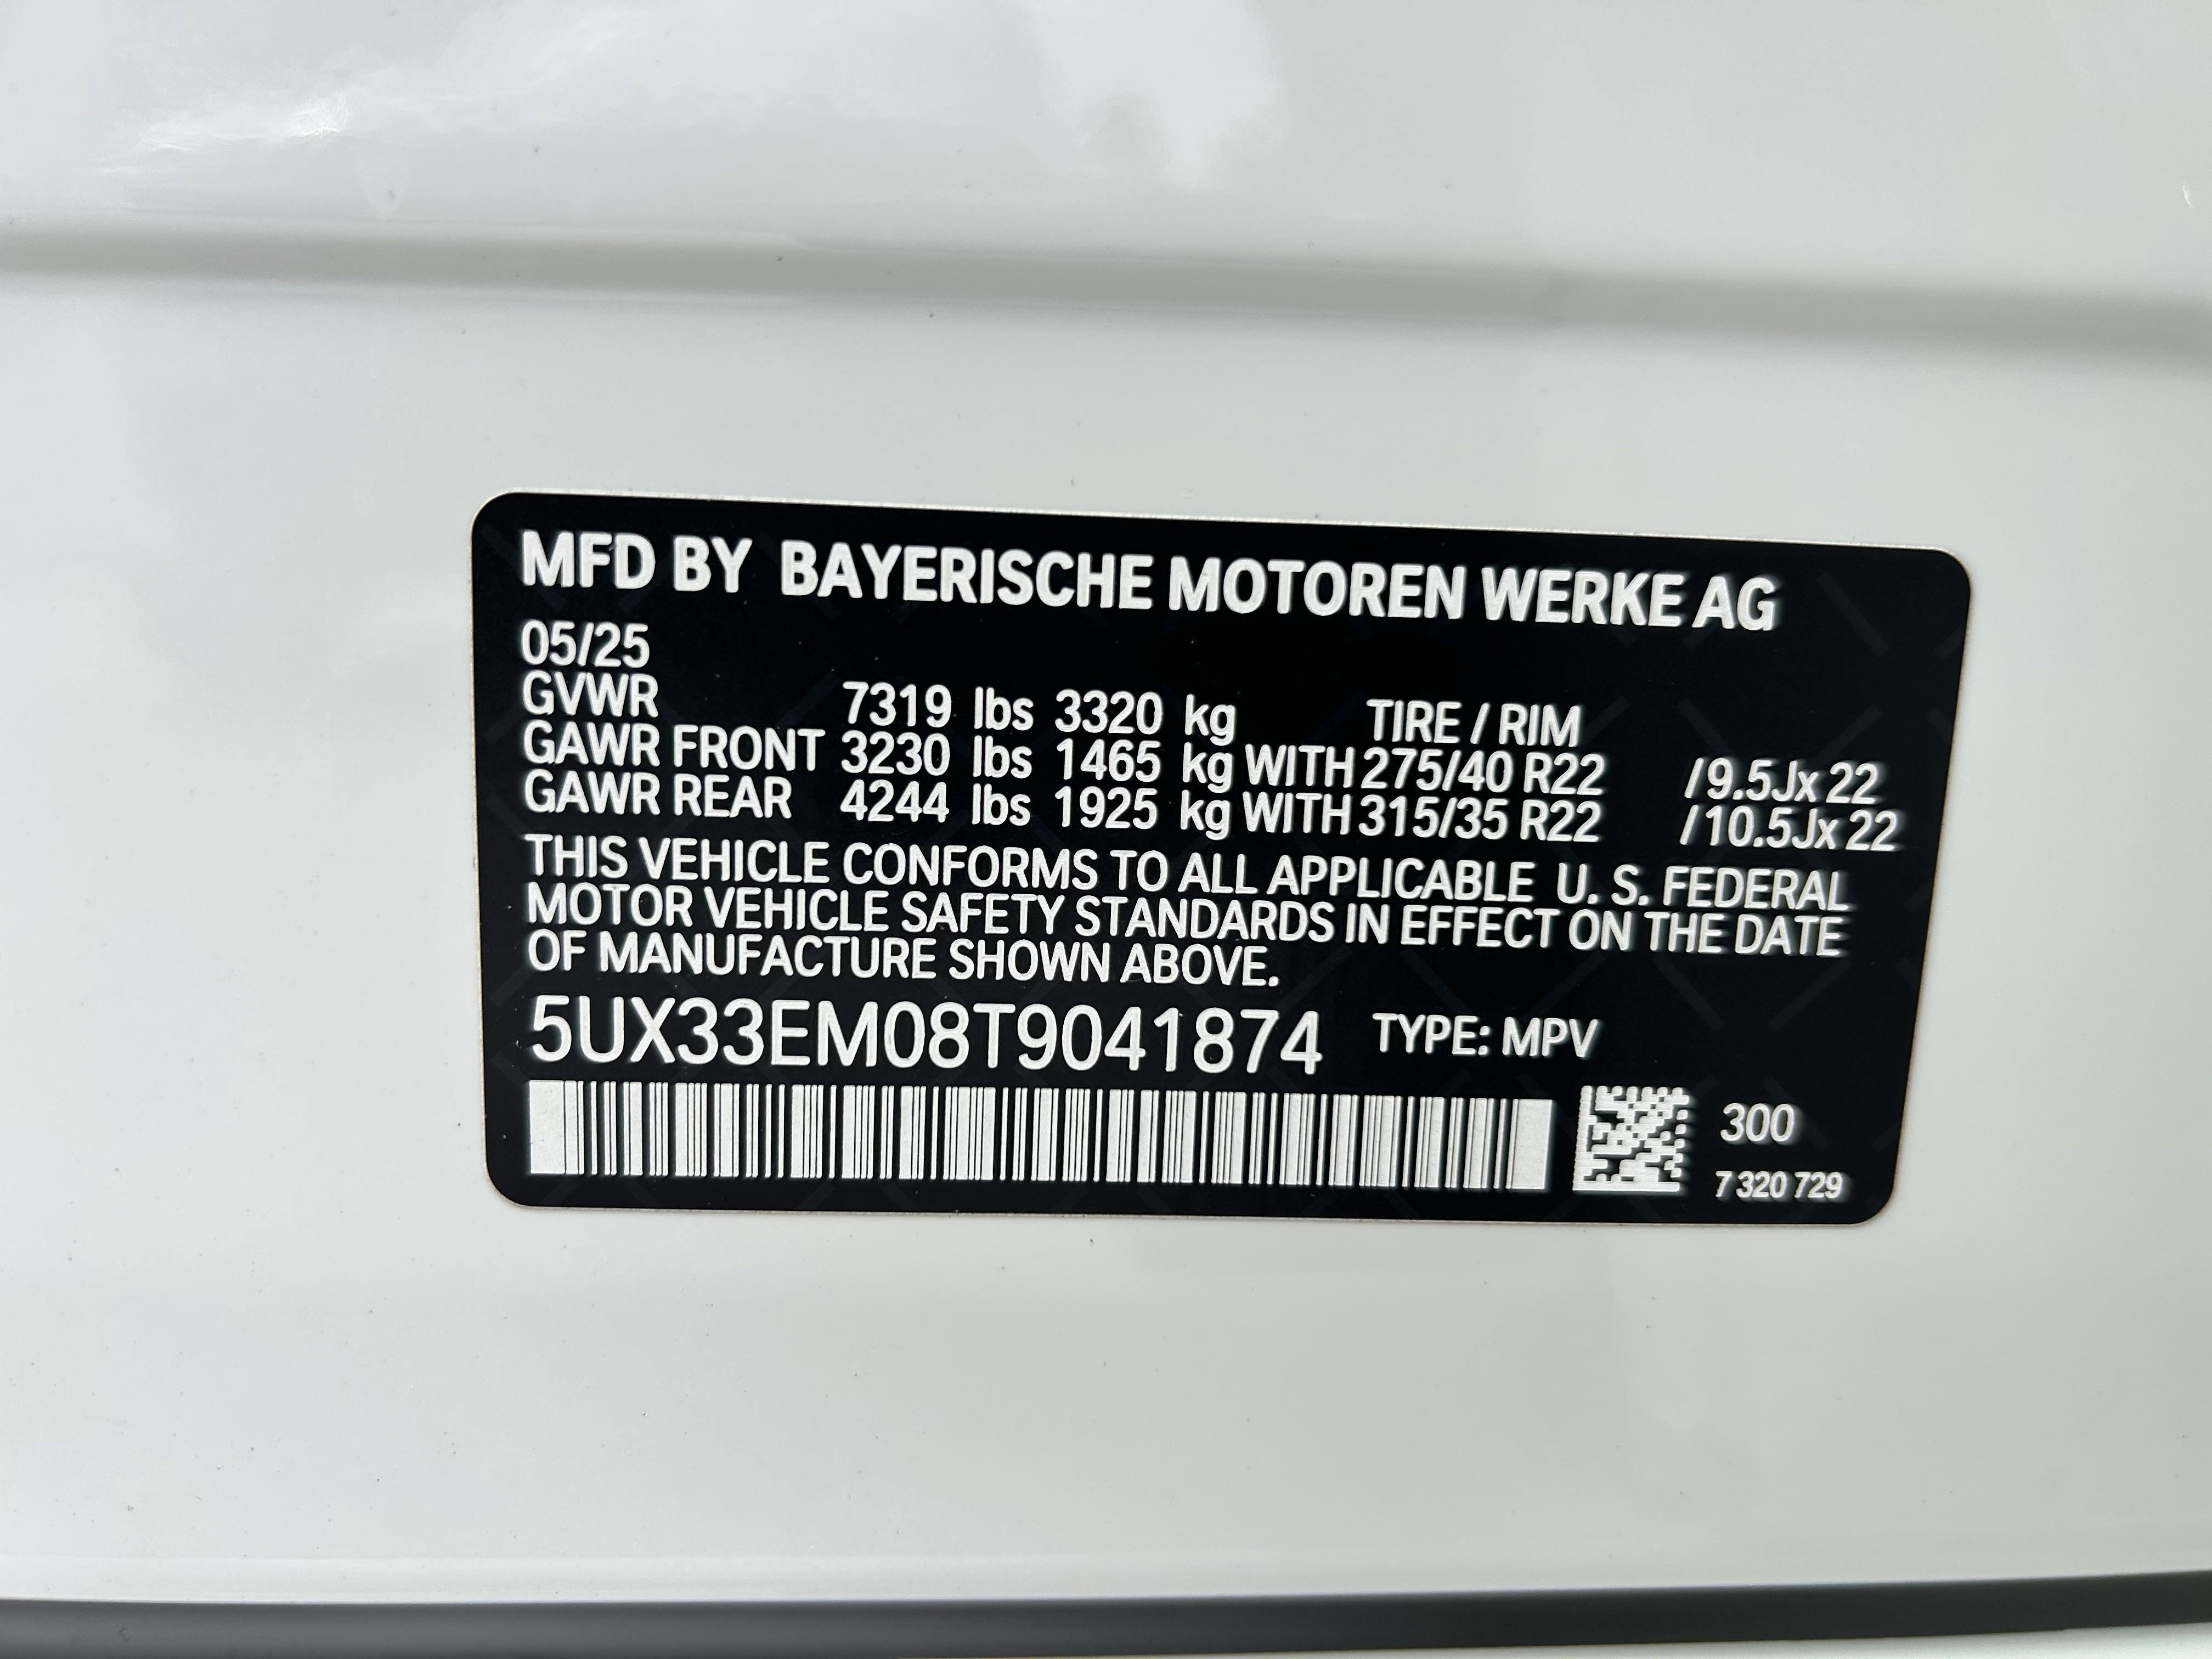 MFD BY BAYERISCHE MOTOREN WERKE AG
05/25
GVWR 7319 lbs 3320 kg TIRE / RIM
GAWR FRONT 3230 lbs 1465 kg WITH 275/40 R22 /9.5Jx 22
GAWR REAR 4244 lbs 1925 kg WITH 315/35 R22 /10.5Jx 22
THIS VEHICLE CONFORMS TO ALL APPLICABLE U. S. FEDERAL
MOTOR VEHICLE SAFETY STANDARDS IN EFFECT ON THE DATE
OF MANUFACTURE SHOWN ABOVE.
5UX33EM08T9041874 TYPE: MPV
300
7 320 729